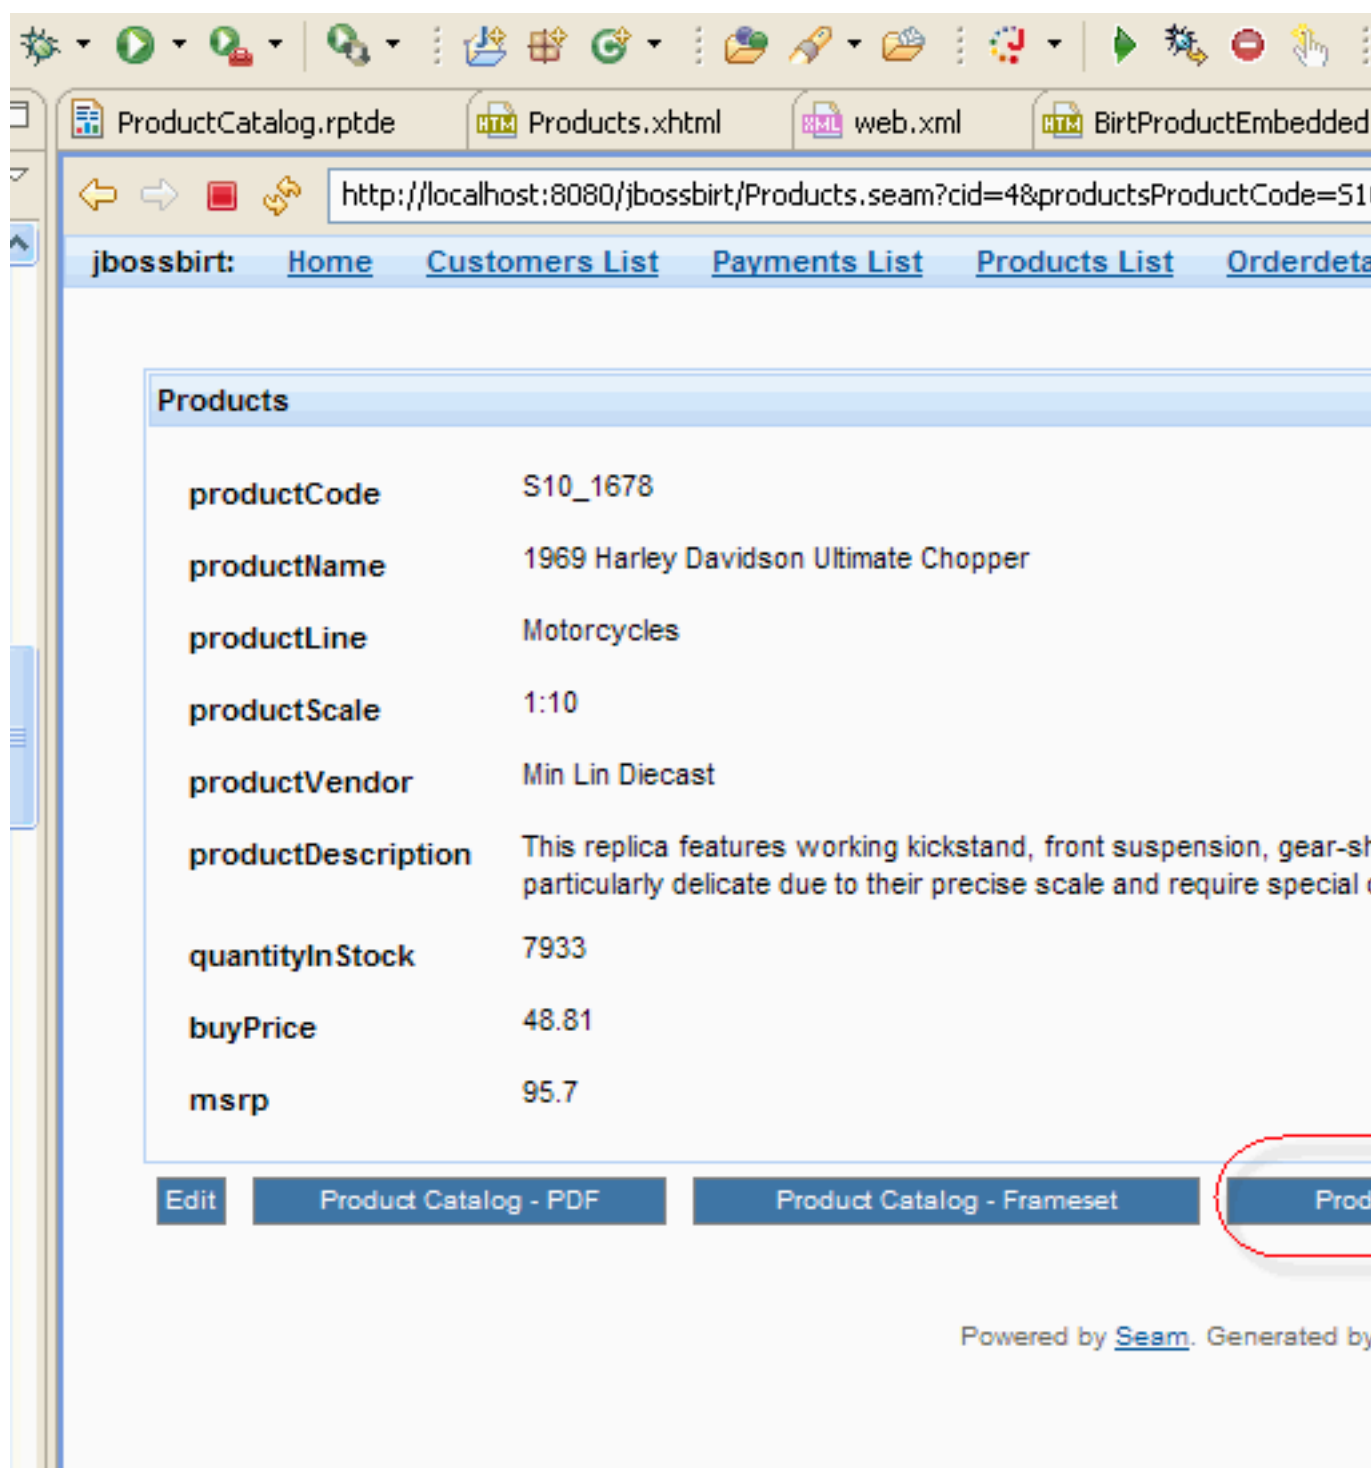 ProductCatalog.rptde Products.xhtml web.xml BirtProductEmbedded
http://localhost:8080/jbossbirt/Products.seam?cid=4&productsProductCode=S1
jbossbirt: Home Customers List Payments List Products List Orderdeta
Products
productCode S10_1678
productName 1969 Harley Davidson Ultimate Chopper
productLine Motorcycles
productScale 1:10
productVendor Min Lin Diecast
productDescription This replica features working kickstand, front suspension, gear-sh
particularly delicate due to their precise scale and require special
quantityInStock 7933
buyPrice 48.81
msrp 95.7
Edit Product Catalog - PDF Product Catalog - Frameset Prod
Powered by Seam. Generated by